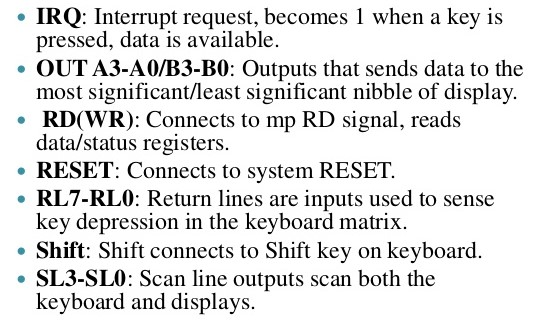 • IRQ: Interrupt request, becomes 1 when a key is
pressed, data is available.
• OUT A3-A0/B3-B0: Outputs that sends data to the
most significant/least significant nibble of display.
• RD(WR): Connects to mp RD signal, reads
data/status registers.
• RESET: Connects to system RESET.
• RL7-RL0: Return lines are inputs used to sense
key depression in the keyboard matrix.
• Shift: Shift connects to Shift key on keyboard.
• SL3-SL0: Scan line outputs scan both the
keyboard and displays.